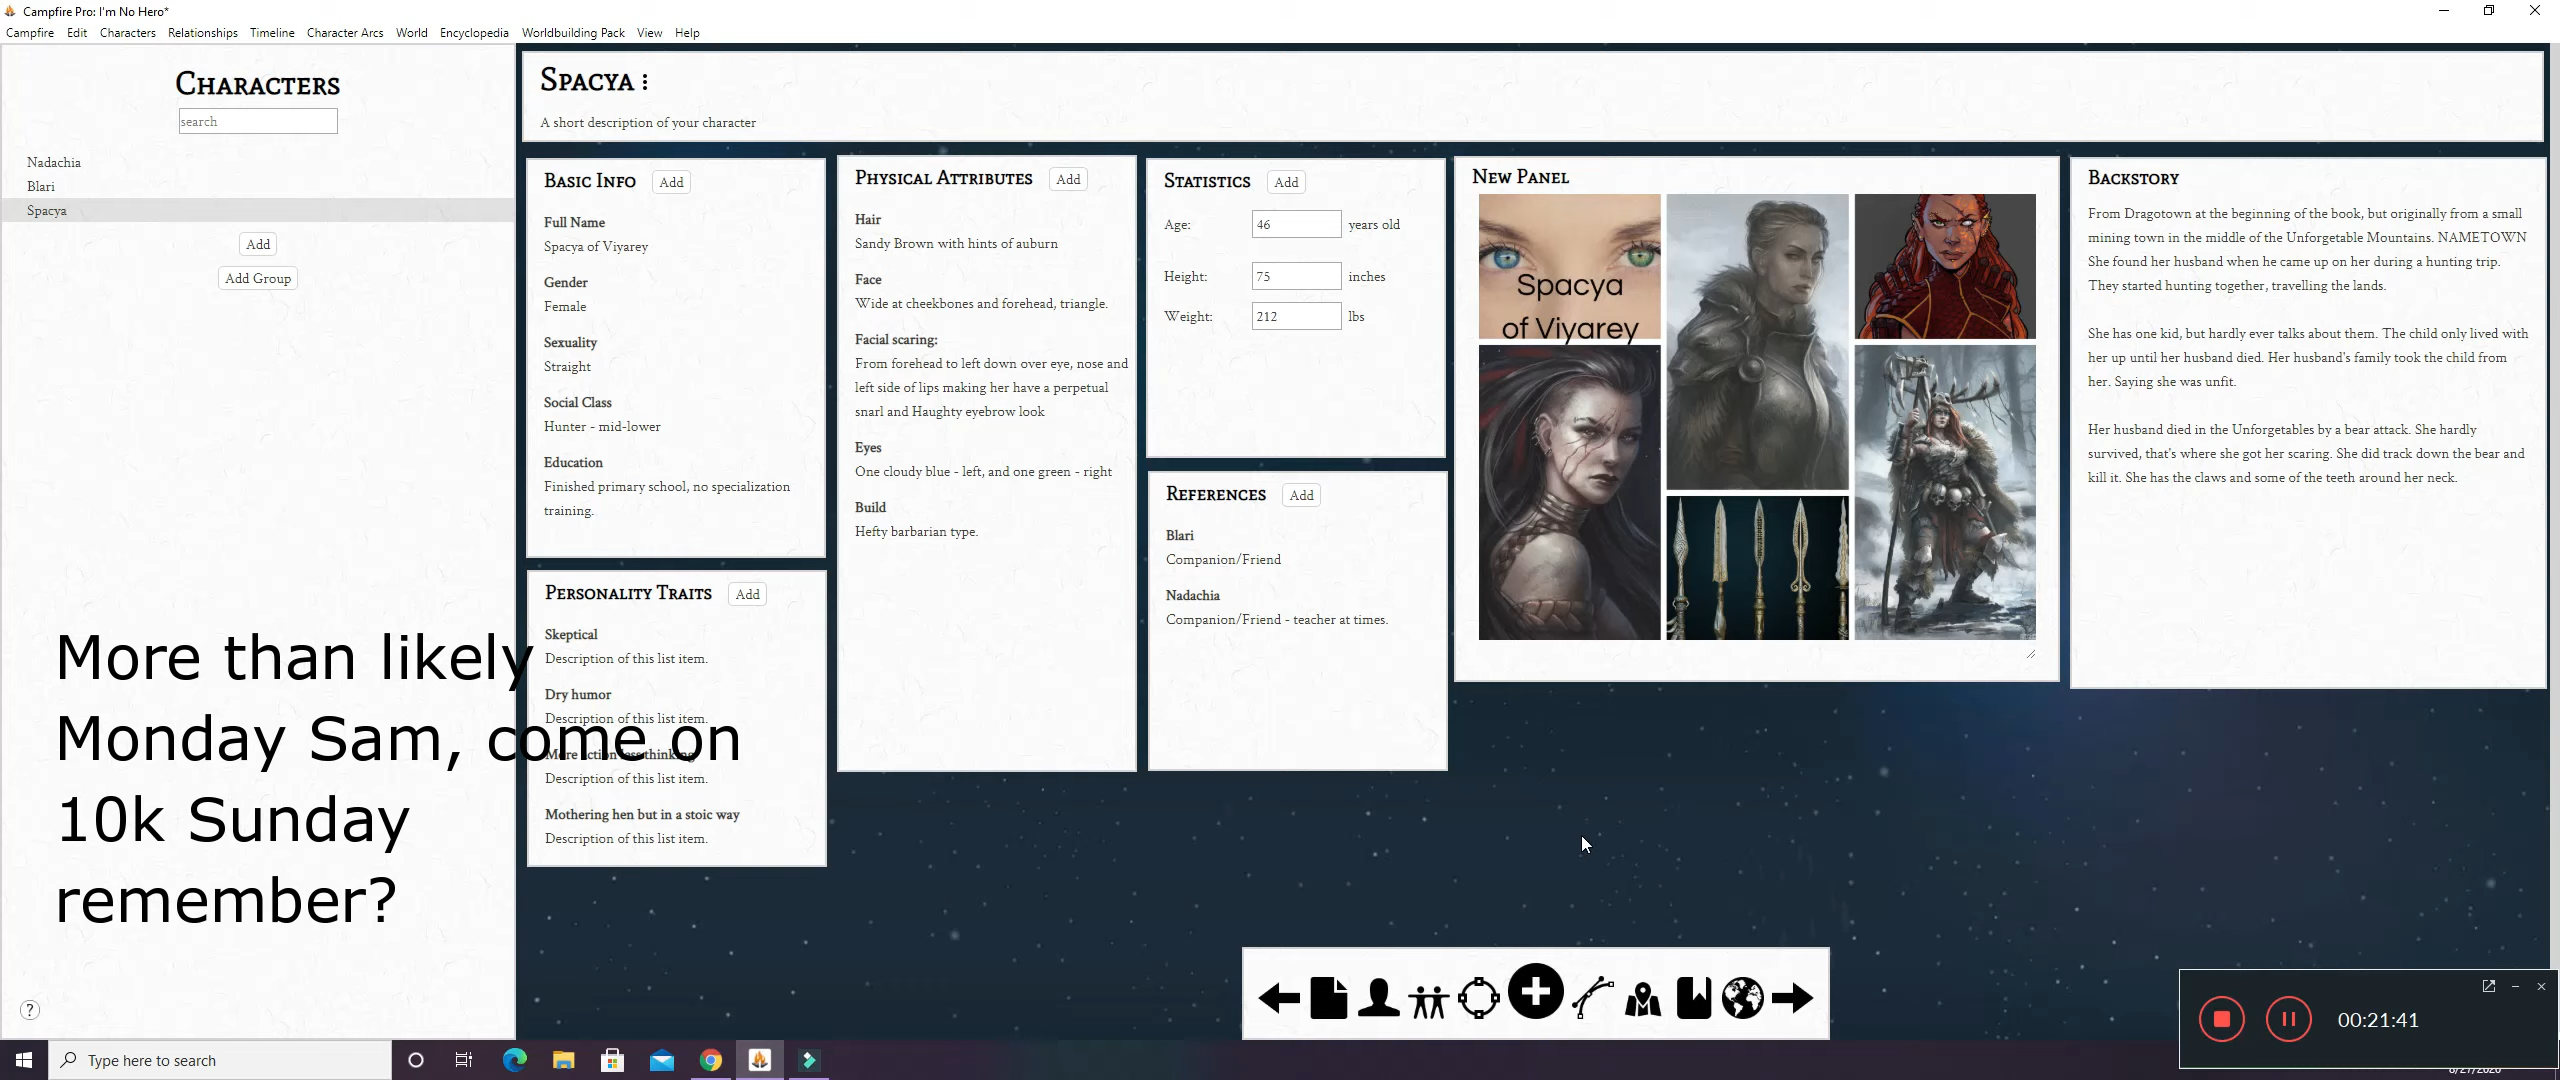 Campfire Pro: I'm No Hero*
Campfire Edit Characters Relationships Timeline Character Arcs World Encyclopedia Worldbuilding Pack View Help
Characters
search
Nadachia
Blari
Spacya
Add
Add Group
More than likely
Monday Sam, come on
10k Sunday
remember?
?
Spacya
A short description of your character
Basic Info Add
Full Name
Spacya of Viyarey
Gender
Female
Sexuality
Straight
Social Class
Hunter - mid-lower
Education
Finished primary school, no specialization
training.
Personality Traits Add
Skeptical
Description of this list item.
Dry humor
Description of this list item.
More action less thinking
Description of this list item.
Mothering hen but in a stoic way
Description of this list item.
Physical Attributes Add
Hair
Sandy Brown with hints of auburn
Face
Wide at cheekbones and forehead, triangle.
Facial scaring:
From forehead to left down over eye, nose and
left side of lips making her have a perpetual
snarl and Haughty eyebrow look
Eyes
One cloudy blue - left, and one green - right
Build
Hefty barbarian type.
Statistics Add
Age: 46 years old
Height: 75 inches
Weight: 212 lbs
References Add
Blari
Companion/Friend
Nadachia
Companion/Friend - teacher at times.
New Panel
Spacya
of Viyarey
Backstory
From Dragotown at the beginning of the book, but originally from a small
mining town in the middle of the Unforgetable Mountains. NAMETOWN
She found her husband when he came up on her during a hunting trip.
They started hunting together, travelling the lands.
She has one kid, but hardly ever talks about them. The child only lived with
her up until her husband died. Her husband's family took the child from
her. Saying she was unfit.
Her husband died in the Unforgetables by a bear attack. She hardly
survived, that's where she got her scaring. She did track down the bear and
kill it. She has the claws and some of the teeth around her neck.
00:21:41
Type here to search
8/27/2020